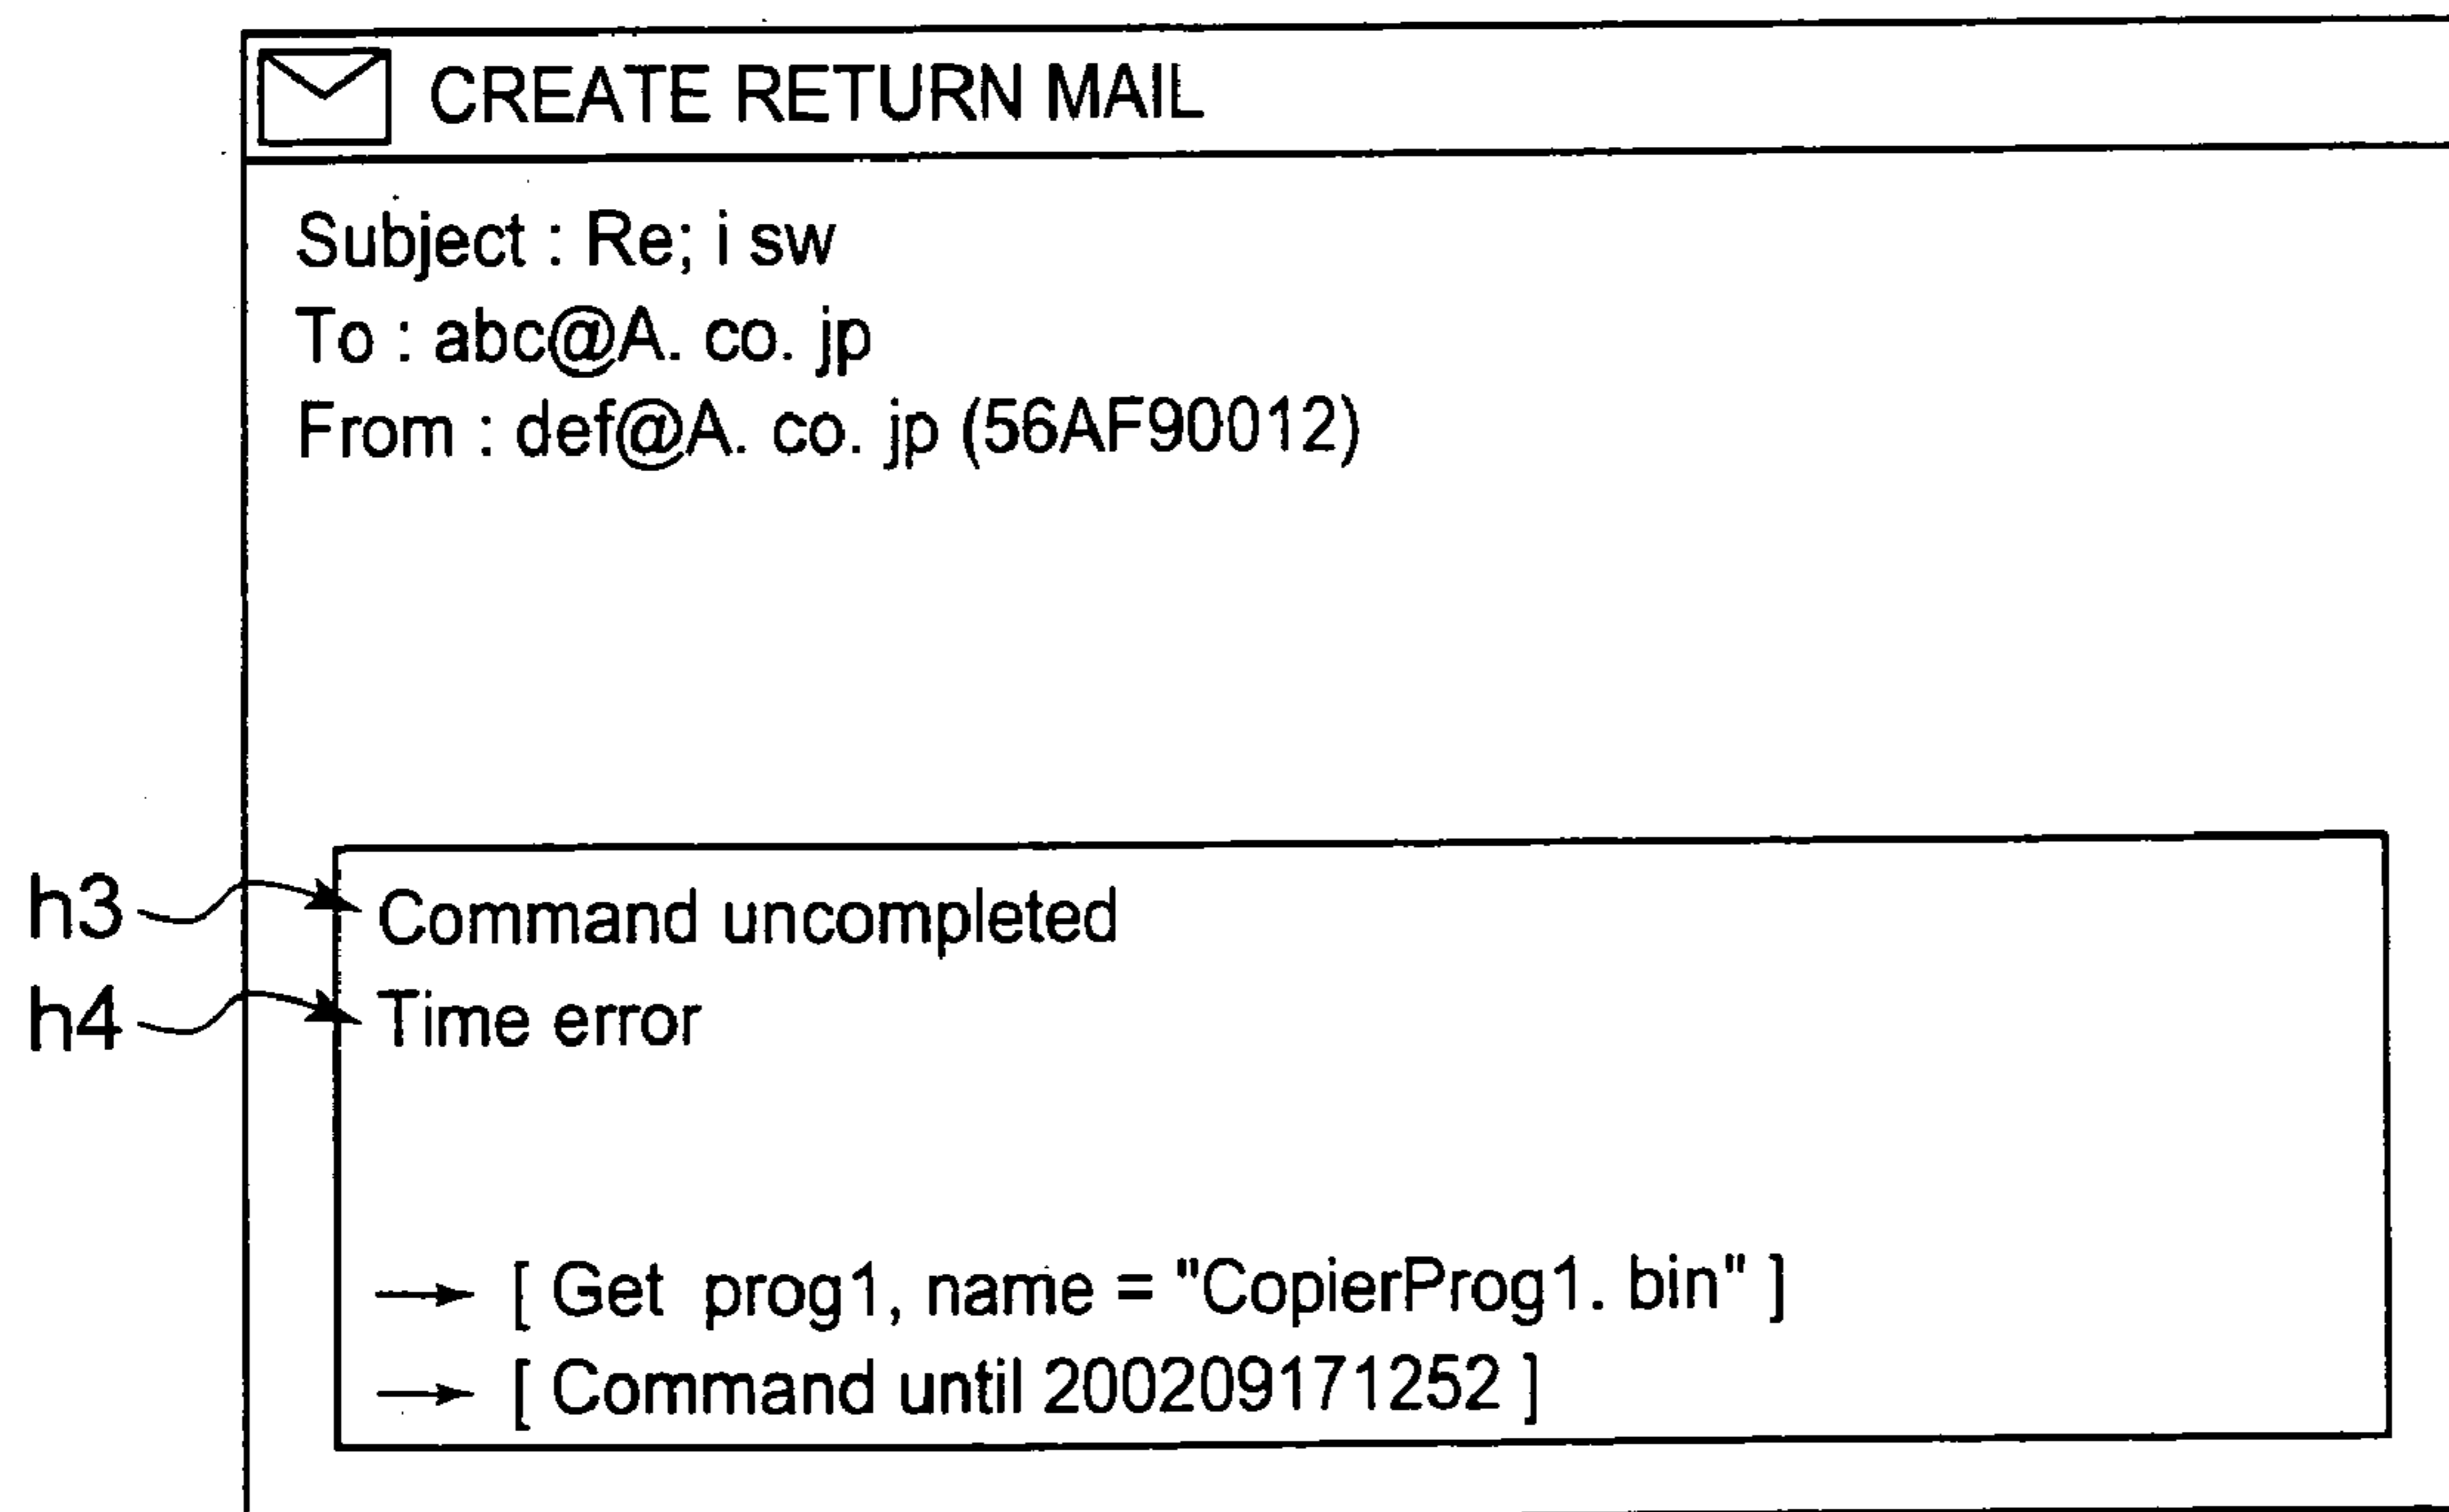 CREATE RETURN MAIL
Subject : Re; i sw
To : abc@A. co. jp
From : def@A. co. jp (56AF90012)
h3 Command uncompleted
h4 Time error
→ [ Get prog1, name = "CopierProg1. bin" ]
→ [ Command until 200209171252 ]